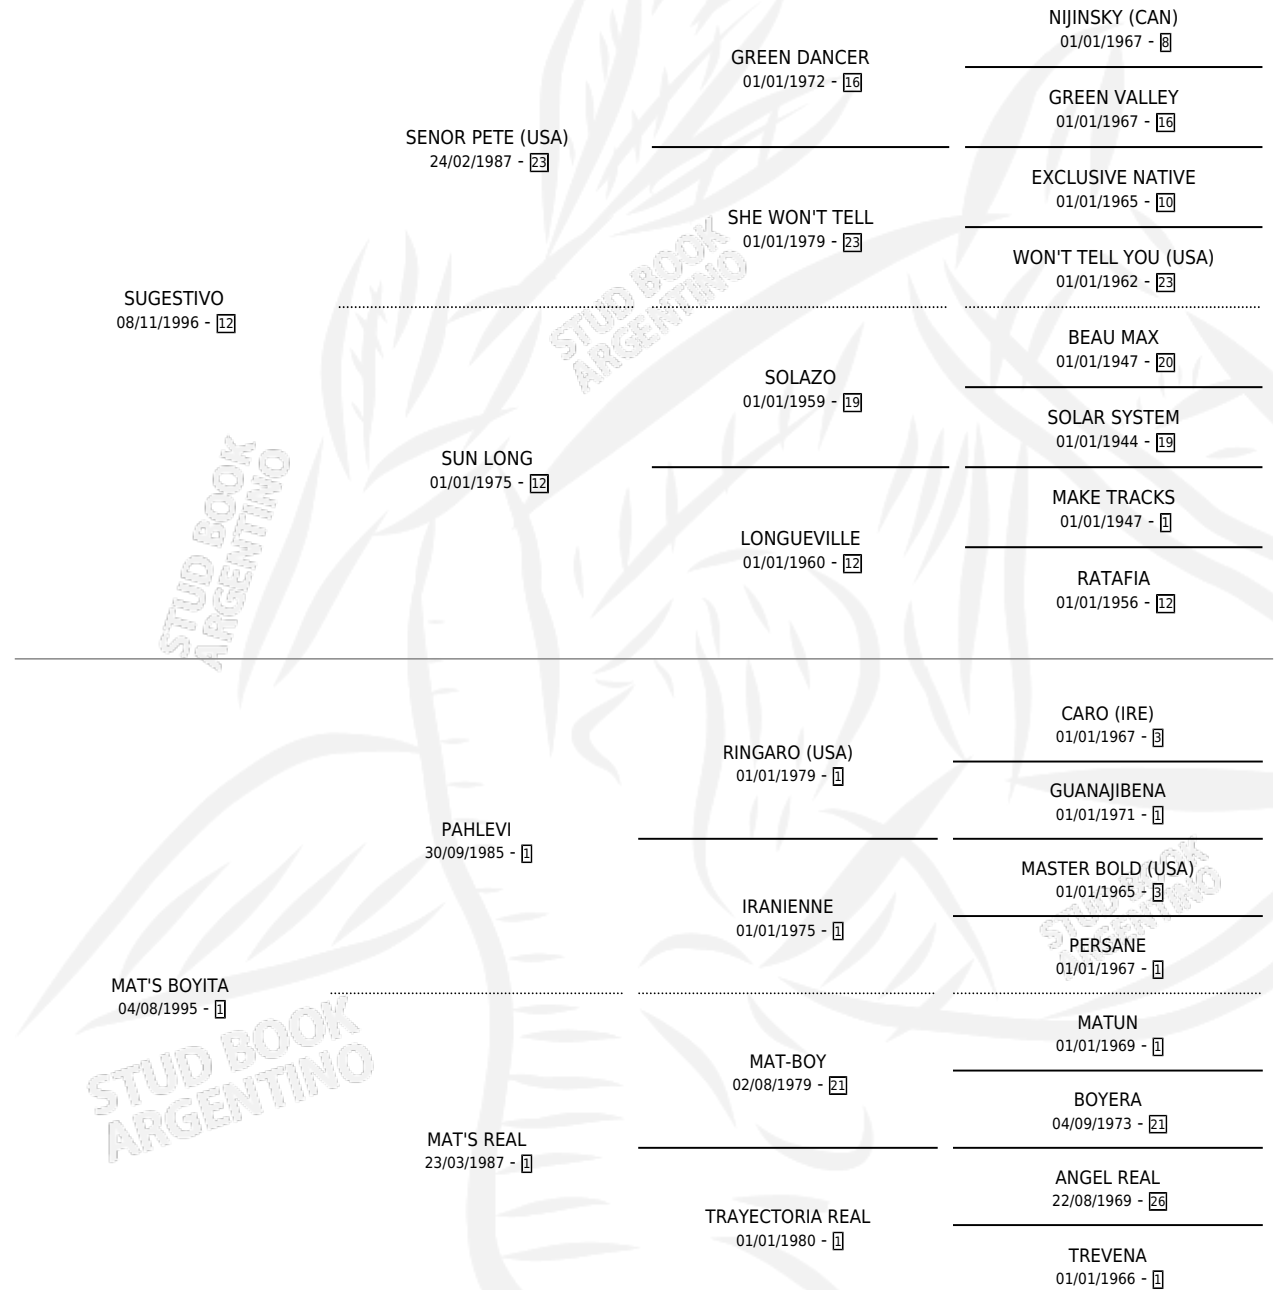 NIJINSKY (CAN)
01/01/1967 - 8
GREEN DANCER
01/01/1972 - 16
GREEN VALLEY
01/01/1967 - 16
SENOR PETE (USA)
24/02/1987 - 23
EXCLUSIVE NATIVE
01/01/1965 - 10
SHE WON'T TELL
01/01/1979 - 23
WON'T TELL YOU (USA)
01/01/1962 - 23
SUGESTIVO
08/11/1996 - 12
BEAU MAX
01/01/1947 - 20
SOLAZO
01/01/1959 - 19
SOLAR SYSTEM
01/01/1944 - 19
SUN LONG
01/01/1975 - 12
MAKE TRACKS
01/01/1947 - 1
LONGUEVILLE
01/01/1960 - 12
RATAFIA
01/01/1956 - 12
CARO (IRE)
01/01/1967 - 3
RINGARO (USA)
01/01/1979 - 1
GUANAJIBENA
01/01/1971 - 1
PAHLEVI
30/09/1985 - 1
MASTER BOLD (USA)
01/01/1965 - 3
IRANIENNE
01/01/1975 - 1
PERSANE
01/01/1967 - 1
MAT'S BOYITA
04/08/1995 - 1
MATUN
01/01/1969 - 1
MAT-BOY
02/08/1979 - 21
BOYERA
04/09/1973 - 21
MAT'S REAL
23/03/1987 - 1
ANGEL REAL
22/08/1969 - 26
TRAYECTORIA REAL
01/01/1980 - 1
TREVENA
01/01/1966 - 1
STUD BOOK
ARGENTINO
STUD BOOK
ARGENTINO
STUD BOOK
ARGENTINO
STUD BOOK
ARGENTINO